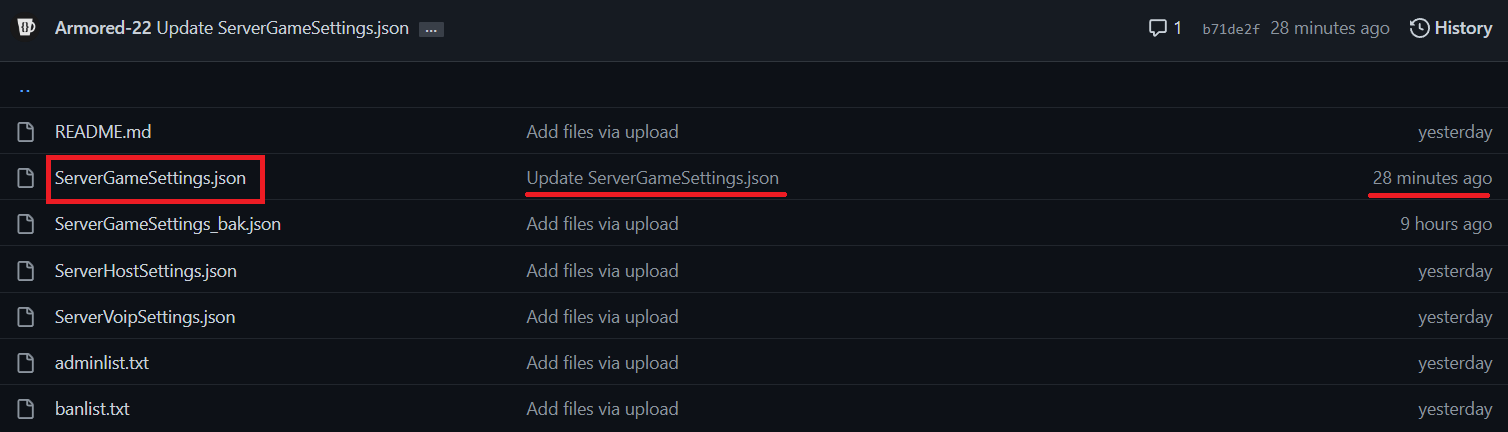 Armored-22 Update ServerGameSettings.json ... 1 b71de2f 28 minutes ago History
..
README.md Add files via upload yesterday
ServerGameSettings.json Update ServerGameSettings.json 28 minutes ago
ServerGameSettings_bak.json Add files via upload 9 hours ago
ServerHostSettings.json Add files via upload yesterday
ServerVoipSettings.json Add files via upload yesterday
adminlist.txt Add files via upload yesterday
banlist.txt Add files via upload yesterday